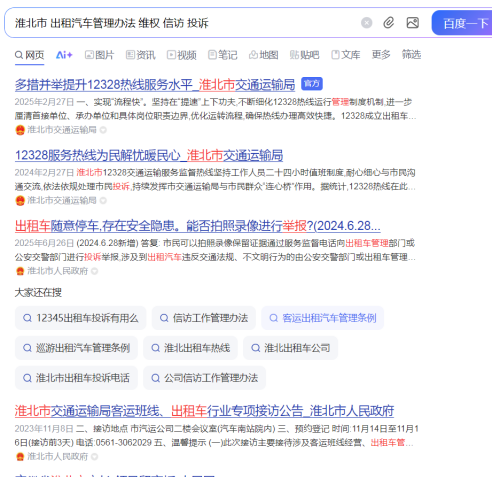 淮北市 出租汽车管理办法 维权 信访 投诉
百度一下
网页 Ai+ 图片 资讯 视频 笔记 地图 贴吧 文库 更多 筛选
多措并举提升12328热线服务水平_淮北市交通运输局 官方
2025年2月27日 一、实现“流程快”。坚持在“提速”上下功夫,不断细化12328热线运行管理制度机制,进一步
厘清首接单位、承办单位和具体岗位职责边界,优化运转流程,确保热线办理高效快捷。12328成立出租车...
淮北市交通运输局
12328服务热线为民解忧暖民心_淮北市交通运输局
2024年2月27日 淮北市12328交通运输服务监督热线坚持工作人员二十四小时值班制度,耐心细心与市民沟
通交流,依法依规处理市民投诉,持续发挥市交通运输局与市民群众“连心桥”作用。据统计,12328热线在此...
淮北市交通运输局
出租车随意停车,存在安全隐患。能否拍照录像进行举报?(2024.6.28...
2025年6月26日 (2024.6.28新增) 答复: 市民可以拍照录像保留证据通过服务监督电话向出租车管理部门或
公安交警部门进行投诉举报,涉及到出租汽车违反交通法规、不文明行为的由公安交警部门或出租车管理...
淮北市人民政府
大家还在搜
12345出租车投诉有用么 信访工作管理办法 客运出租汽车管理条例
巡游出租汽车管理条例 淮北出租车热线 淮北出租车公司
淮北市出租车投诉电话 公司信访工作管理办法
淮北市交通运输局客运班线、出租车行业专项接访公告_淮北市人民政府
2023年11月8日 二、接访地点 市汽运公司二楼会议室(汽车南站院内) 三、预约登记 时间:11月14日至11月1
6日(接访前3天) 电话:0561-3062029 五、温馨提示 (一)此次接访主要接待涉及客运班线经营、出租车管...
淮北市人民政府